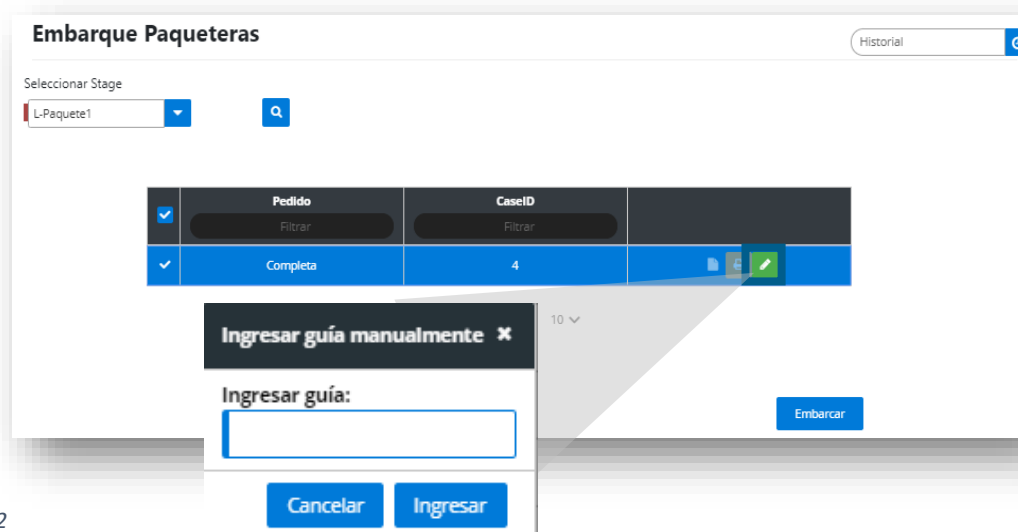 Embarque Paqueteras
Historial
Seleccionar Stage
L-Paquete1
Pedido CaseID
Filtrar Filtrar
Completa 4
10
Ingresar guía manualmente
Ingresar guía:
Cancelar Ingresar
Embarcar
2